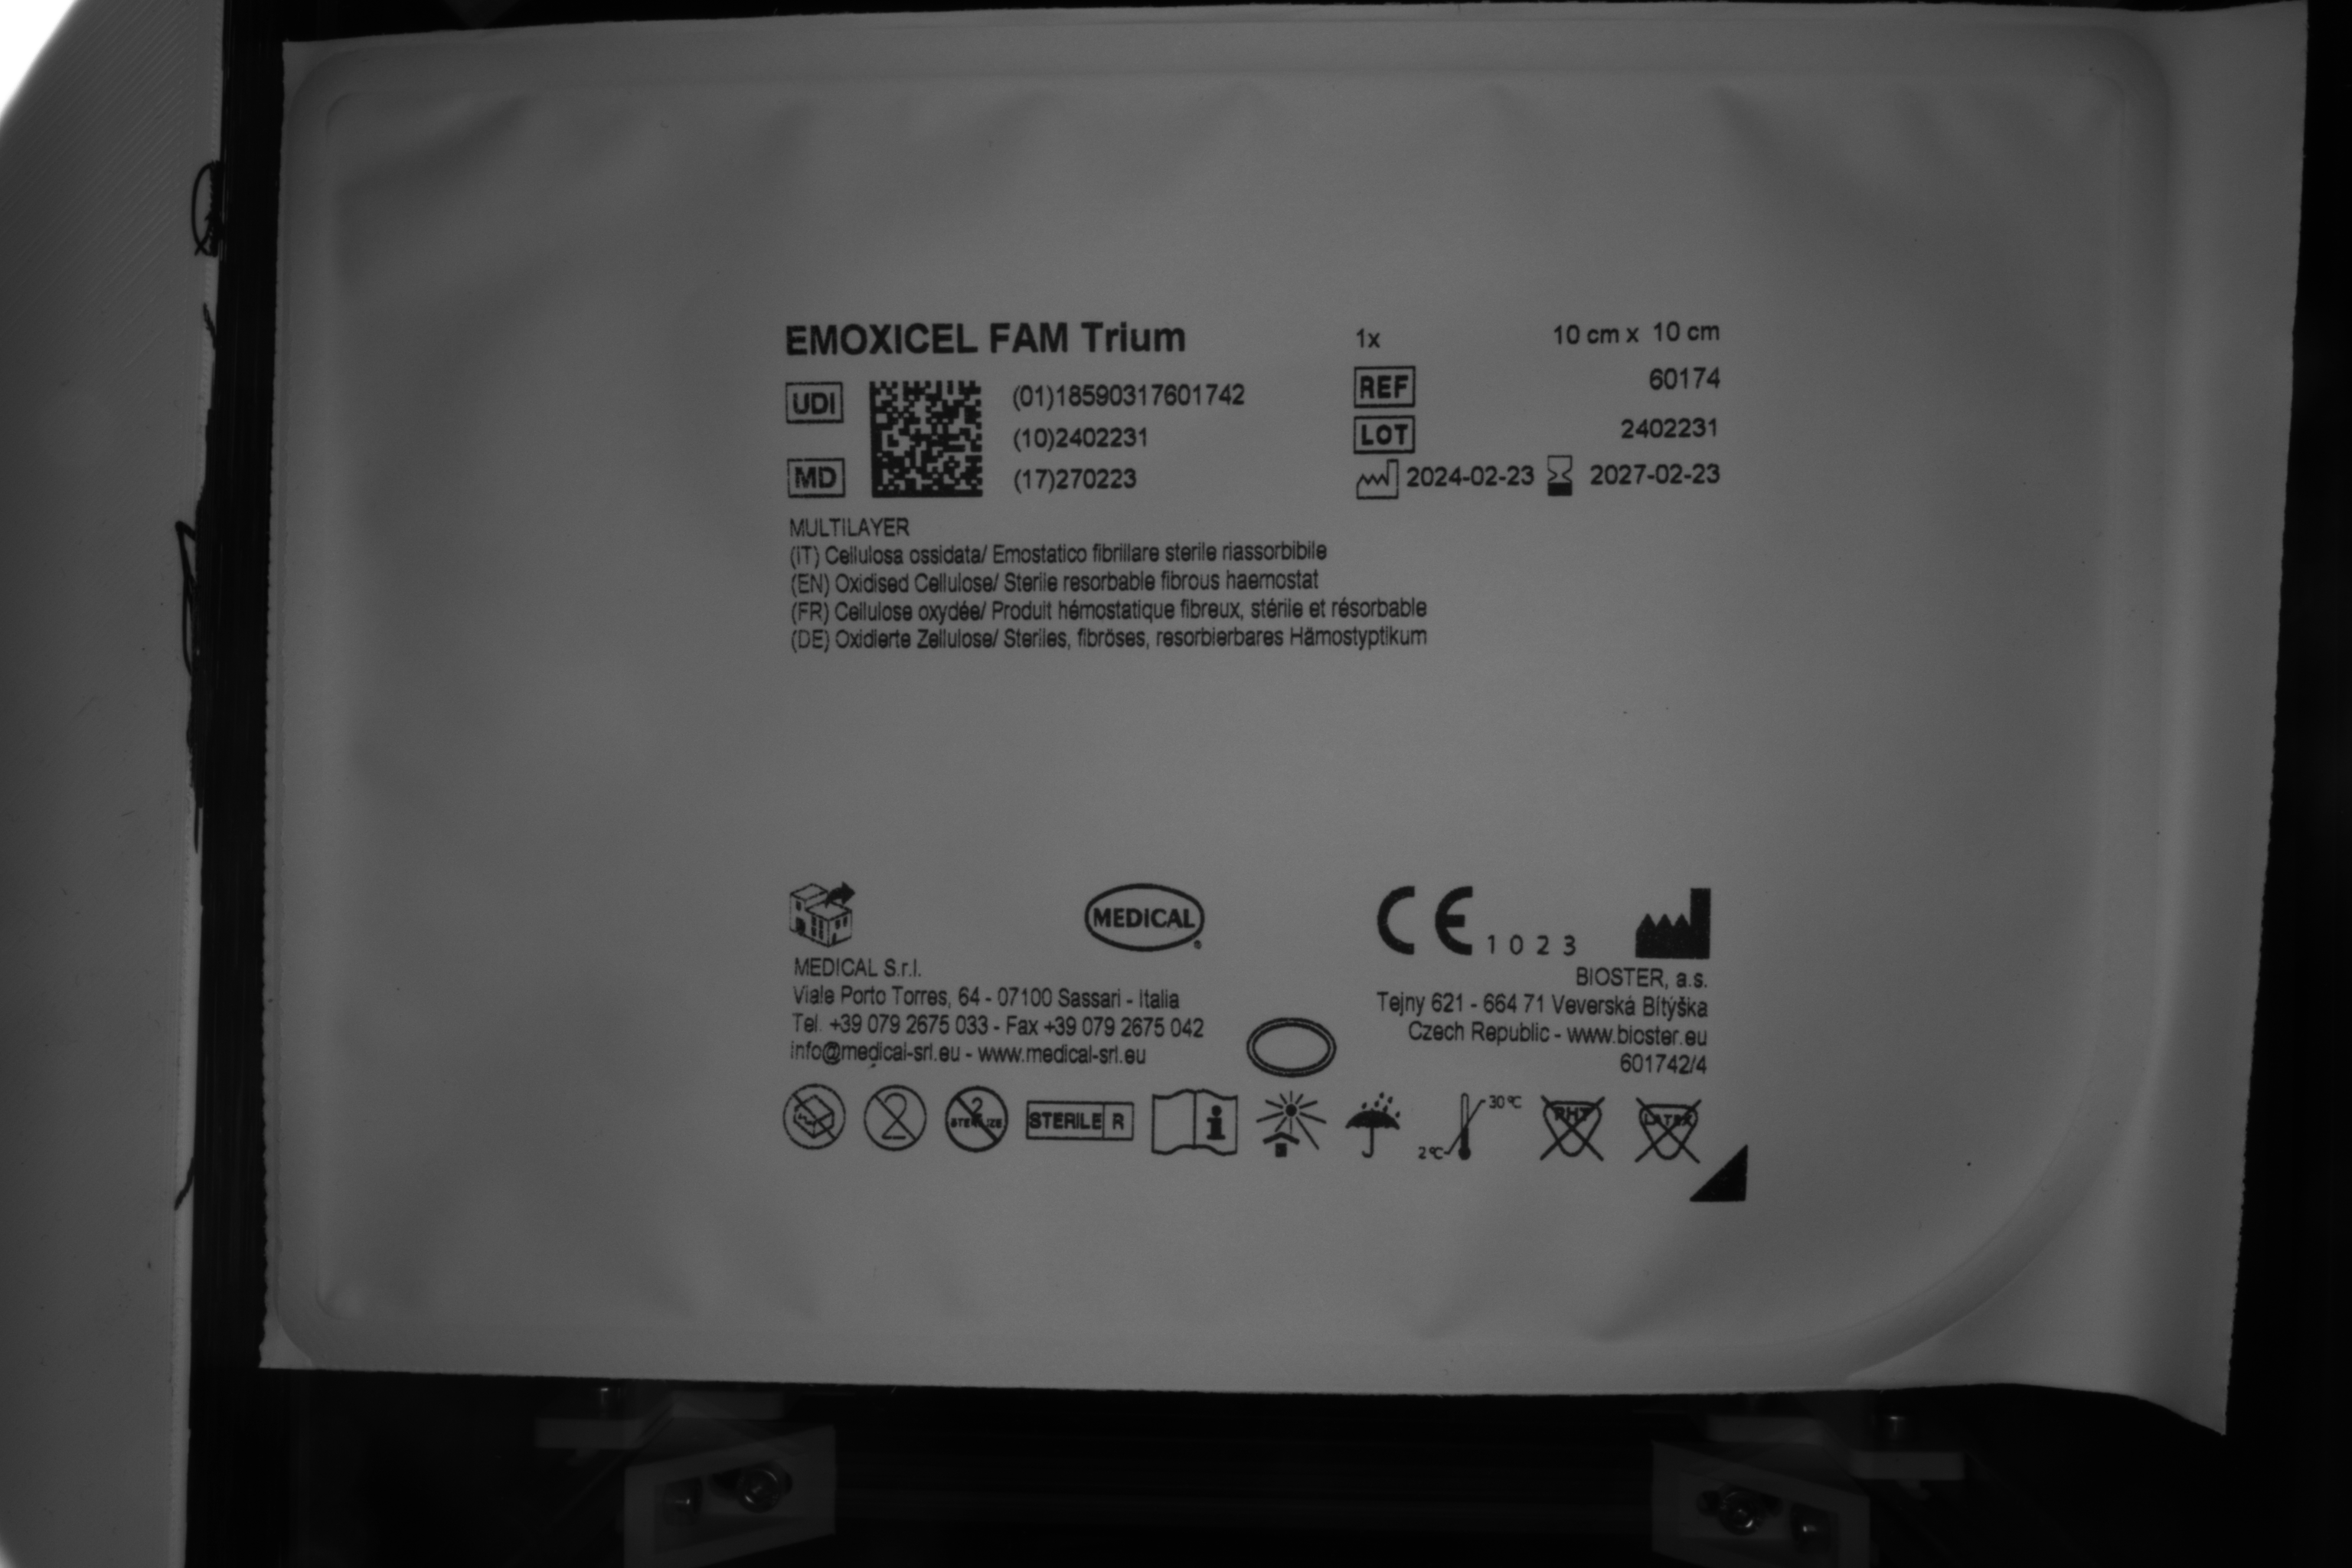 EMOXICEL FAM Trium
1x 10 cm x 10 cm
UDI
(01)18590317601742
(10)2402231
MD
(17)270223
REF 60174
LOT 2402231
2024-02-23 2027-02-23
MULTILAYER
(IT) Cellulosa ossidata/ Emostatico fibrillare sterile riassorbibile
(EN) Oxidised Cellulose/ Sterile resorbable fibrous haemostat
(FR) Cellulose oxydée/ Produit hémostatique fibreux, stérile et résorbable
(DE) Oxidierte Zellulose/ Steriles, fibröses, resorbierbares Hämostyptikum
MEDICAL
CE 1023
MEDICAL S.r.l.
Viale Porto Torres, 64 - 07100 Sassari - Italia
Tel. +39 079 2675 033 - Fax +39 079 2675 042
info@medical-srl.eu - www.medical-srl.eu
BIOSTER, a.s.
Tejny 621 - 664 71 Veverská Bítýška
Czech Republic - www.bioster.eu
601742/4
2
2
STERILIZE
STERILE R
i
2°C
30°C
PHT
LATEX